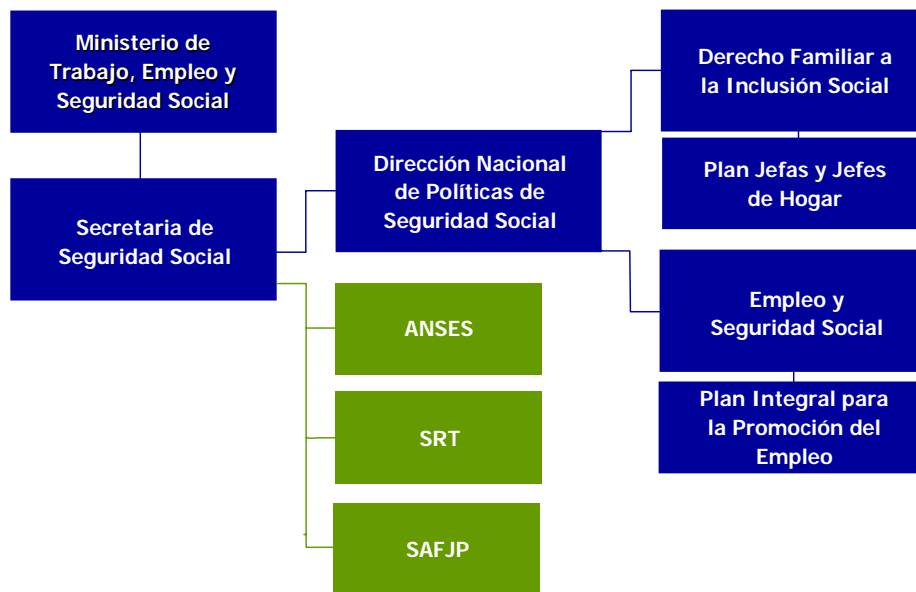 Ministerio de
Trabajo, Empleo y
Seguridad Social
Secretaria de
Seguridad Social
Dirección Nacional
de Políticas de
Seguridad Social
Derecho Familiar a
la Inclusión Social
Plan Jefas y Jefes
de Hogar
Empleo y
Seguridad Social
Plan Integral para
la Promoción del
Empleo
ANSES
SRT
SAFJP